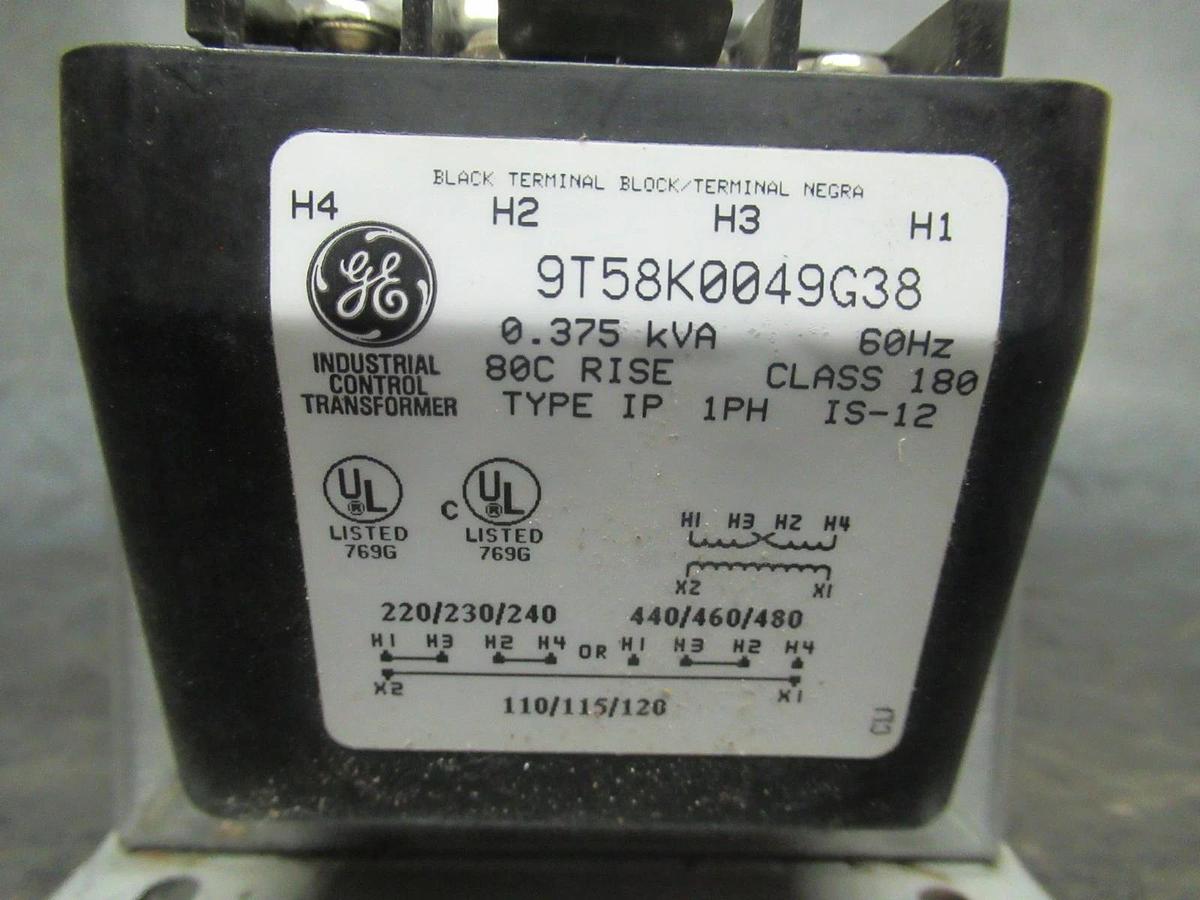 BLACK TERMINAL BLOCK/TERMINAL NEGRA
H4 H2 H3 H1
GE
9T58K0049G38
0.375 kVA 60Hz
INDUSTRIAL CONTROL TRANSFORMER
80C RISE CLASS 180
TYPE IP 1PH IS-12
UL ® LISTED 769G
C UL ® LISTED 769G
H1 H3 H2 H4
X2 X1
220/230/240 440/460/480
H1 H3 H2 H4 OR H1 H3 H2 H4
X2 X1
110/115/120
CU